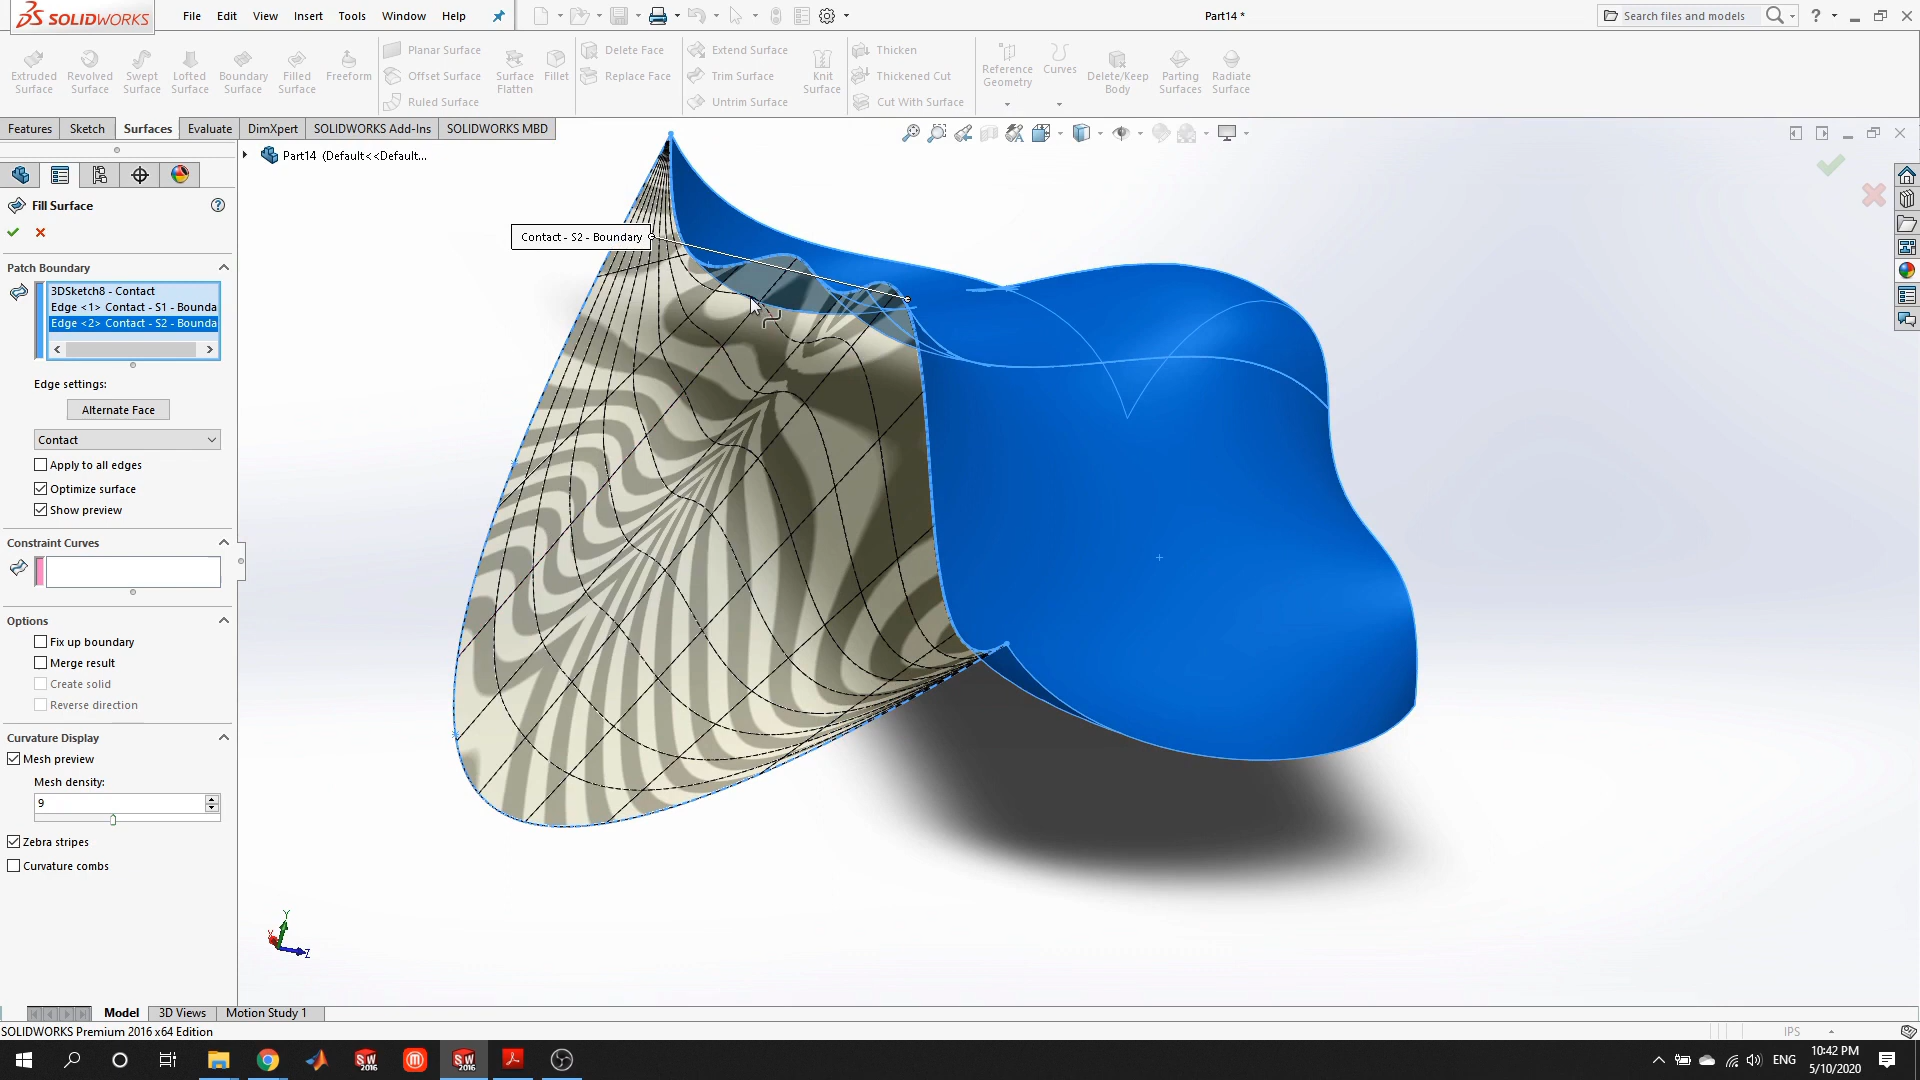 SOLIDWORKS File Edit View Insert Tools Window Help Part14 * Search files and models ?
Extruded Surface
Revolved Surface
Swept Surface
Lofted Surface
Boundary Surface
Filled Surface
Freeform
Planar Surface
Offset Surface
Ruled Surface
Surface Flatten
Fillet
Delete Face
Replace Face
Extend Surface
Trim Surface
Untrim Surface
Knit Surface
Thicken
Thickened Cut
Cut With Surface
Reference Geometry
Curves
Delete/Keep Body
Parting Surfaces
Radiate Surface
Features Sketch Surfaces Evaluate DimXpert SOLIDWORKS Add-Ins SOLIDWORKS MBD
Part14 (Default<<Default...
Fill Surface ?
Patch Boundary
3DSketch8 - Contact
Edge <1> Contact - S1 - Bounda
Edge <2> Contact - S2 - Bounda
Edge settings:
Alternate Face
Contact
Apply to all edges
Optimize surface
Show preview
Constraint Curves
Options
Fix up boundary
Merge result
Create solid
Reverse direction
Curvature Display
Mesh preview
Mesh density:
9
Zebra stripes
Curvature combs
Contact - S2 - Boundary
Y
X
Z
Model 3D Views Motion Study 1
SOLIDWORKS Premium 2016 x64 Edition IPS
SW 2016
SW 2016
ENG
10:42 PM
5/10/2020